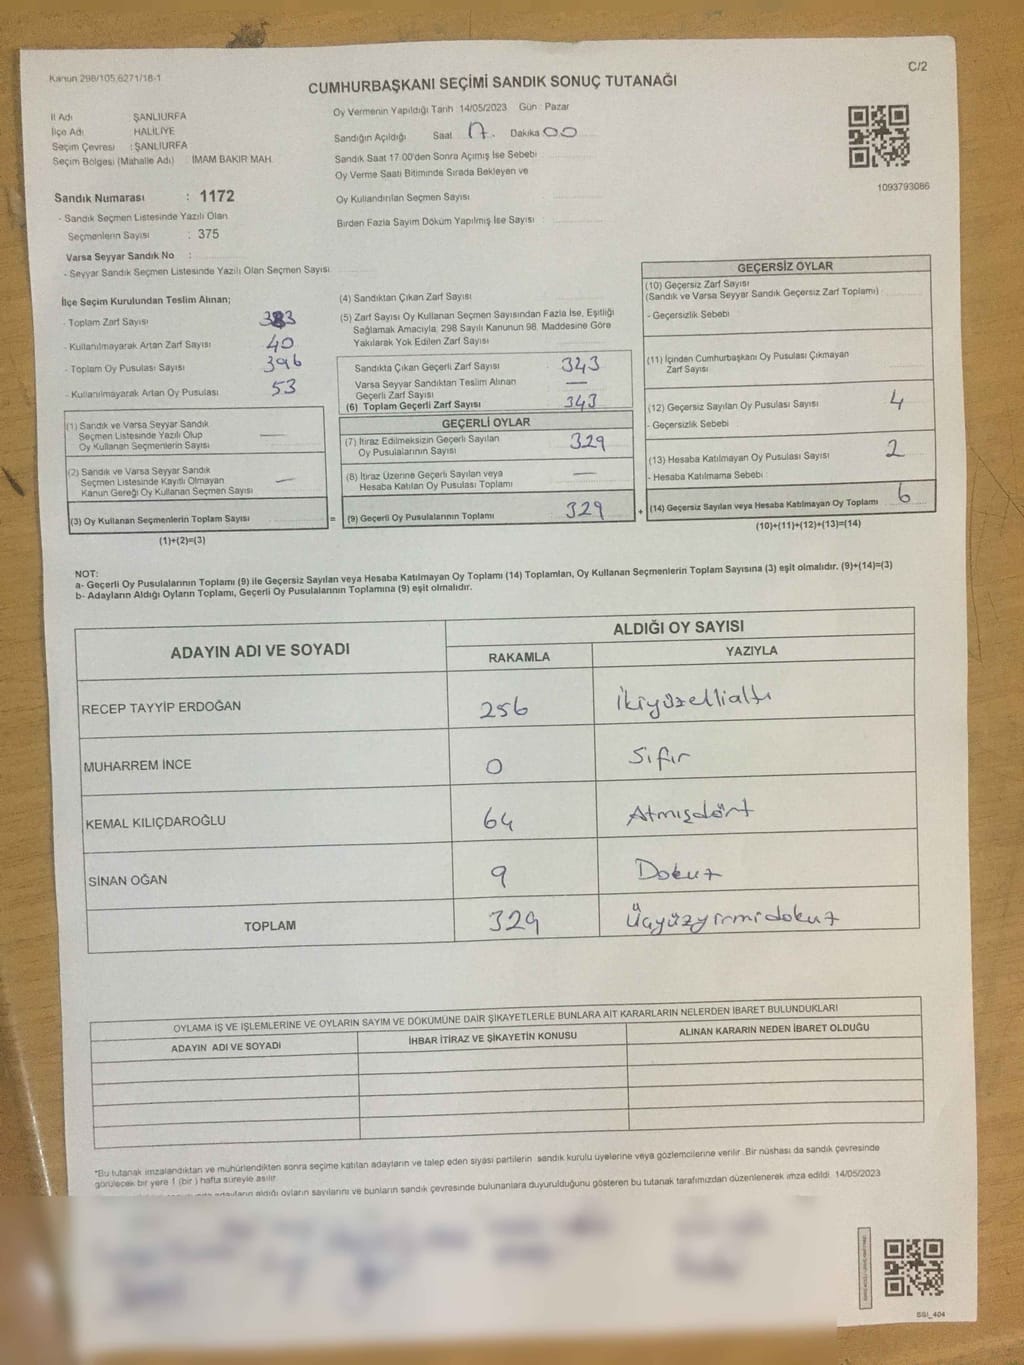 Kanun 298/105,6271/18-1
C/2
CUMHURBAŞKANI SEÇİMİ SANDIK SONUÇ TUTANAĞI
İl Adı ŞANLIURFA
İlçe Adı HALİLİYE
Seçim Çevresi : ŞANLIURFA
Seçim Bölgesi (Mahalle Adı) İMAM BAKIR MAH.
Oy Vermenin Yapıldığı Tarih 14/05/2023 Gün : Pazar
Sandığın Açıldığı Saat 17. Dakika 00
Sandık Saat 17.00'den Sonra Açımış İse Sebebi
Oy Verme Saati Bitiminde Sırada Bekleyen ve
Oy Kullandırılan Seçmen Sayısı
Birden Fazla Sayım Döküm Yapılmış İse Sayısı
1093793086
Sandık Numarası : 1172
- Sandık Seçmen Listesinde Yazılı Olan
Seçmenlerin Sayısı : 375
Varsa Seyyar Sandık No :
- Seyyar Sandık Seçmen Listesinde Yazılı Olan Seçmen Sayısı
İlçe Seçim Kurulundan Teslim Alınan;
- Toplam Zarf Sayısı 383
- Kullanılmayarak Artan Zarf Sayısı 40
- Toplam Oy Pusulası Sayısı 396
- Kullanılmayarak Artan Oy Pusulası 53
(1) Sandık ve Varsa Seyyar Sandık
Seçmen Listesinde Yazılı Olup
Oy Kullanan Seçmenlerin Sayısı —
(2) Sandık ve Varsa Seyyar Sandık
Seçmen Listesinde Kayıtlı Olmayan
Kanun Gereği Oy Kullanan Seçmen Sayısı —
(3) Oy Kullanan Seçmenlerin Toplam Sayısı =
(1)+(2)=(3)
(4) Sandıktan Çıkan Zarf Sayısı
(5) Zarf Sayısı Oy Kullanan Seçmen Sayısından Fazla İse, Eşitliği
Sağlamak Amacıyla, 298 Sayılı Kanunun 98. Maddesine Göre
Yakılarak Yok Edilen Zarf Sayısı
Sandıkta Çıkan Geçerli Zarf Sayısı 343
Varsa Seyyar Sandıktan Teslim Alınan
Geçerli Zarf Sayısı —
(6) Toplam Geçerli Zarf Sayısı 343
GEÇERLİ OYLAR
(7) İtiraz Edilmeksizin Geçerli Sayılan
Oy Pusulalarının Sayısı 329
(8) İtiraz Üzerine Geçerli Sayılan veya
Hesaba Katılan Oy Pusulası Toplamı —
(9) Geçerli Oy Pusulalarının Toplamı 329 +
GEÇERSİZ OYLAR
(10) Geçersiz Zarf Sayısı
(Sandık ve Varsa Seyyar Sandık Geçersiz Zarf Toplamı)
- Geçersizlik Sebebi
(11) İçinden Cumhurbaşkanı Oy Pusulası Çıkmayan
Zarf Sayısı
(12) Geçersiz Sayılan Oy Pusulası Sayısı 4
- Geçersizlik Sebebi
(13) Hesaba Katılmayan Oy Pusulası Sayısı 2
- Hesaba Katılmama Sebebi
(14) Geçersiz Sayılan veya Hesaba Katılmayan Oy Toplamı 6
(10)+(11)+(12)+(13)=(14)
NOT:
a- Geçerli Oy Pusulalarının Toplamı (9) ile Geçersiz Sayılan veya Hesaba Katılmayan Oy Toplamı (14) Toplamları, Oy Kullanan Seçmenlerin Toplam Sayısına (3) eşit olmalıdır. (9)+(14)=(3)
b- Adayların Aldığı Oyların Toplamı, Geçerli Oy Pusulalarının Toplamına (9) eşit olmalıdır.
ADAYIN ADI VE SOYADI
ALDIĞI OY SAYISI
RAKAMLA YAZIYLA
RECEP TAYYİP ERDOĞAN 256 İkiyüzellialtı
MUHARREM İNCE 0 Sıfır
KEMAL KILIÇDAROĞLU 64 Atmışdört
SİNAN OĞAN 9 Dokuz
TOPLAM 329 Üçyüzyirmidokuz
OYLAMA İŞ VE İŞLEMLERİNE VE OYLARIN SAYIM VE DÖKÜMÜNE DAİR ŞİKAYETLERLE BUNLARA AİT KARARLARIN NELERDEN İBARET BULUNDUKLARI
ADAYIN ADI VE SOYADI İHBAR İTİRAZ VE ŞİKAYETİN KONUSU ALINAN KARARIN NEDEN İBARET OLDUĞU
*Bu tutanak imzalandıktan ve mühürlendikten sonra seçime katılan adayların ve talep eden siyasi partilerin sandık kurulu üyelerine veya gözlemcilerine verilir. Bir nüshası da sandık çevresinde
görülecek bir yere 1 (bir) hafta süreyle asılır.
adayların aldığı oyların sayılarını ve bunların sandık çevresinde bulunanlara duyurulduğunu gösteren bu tutanak tarafımızdan düzenlenerek imza edildi. 14/05/2023
SGI_404